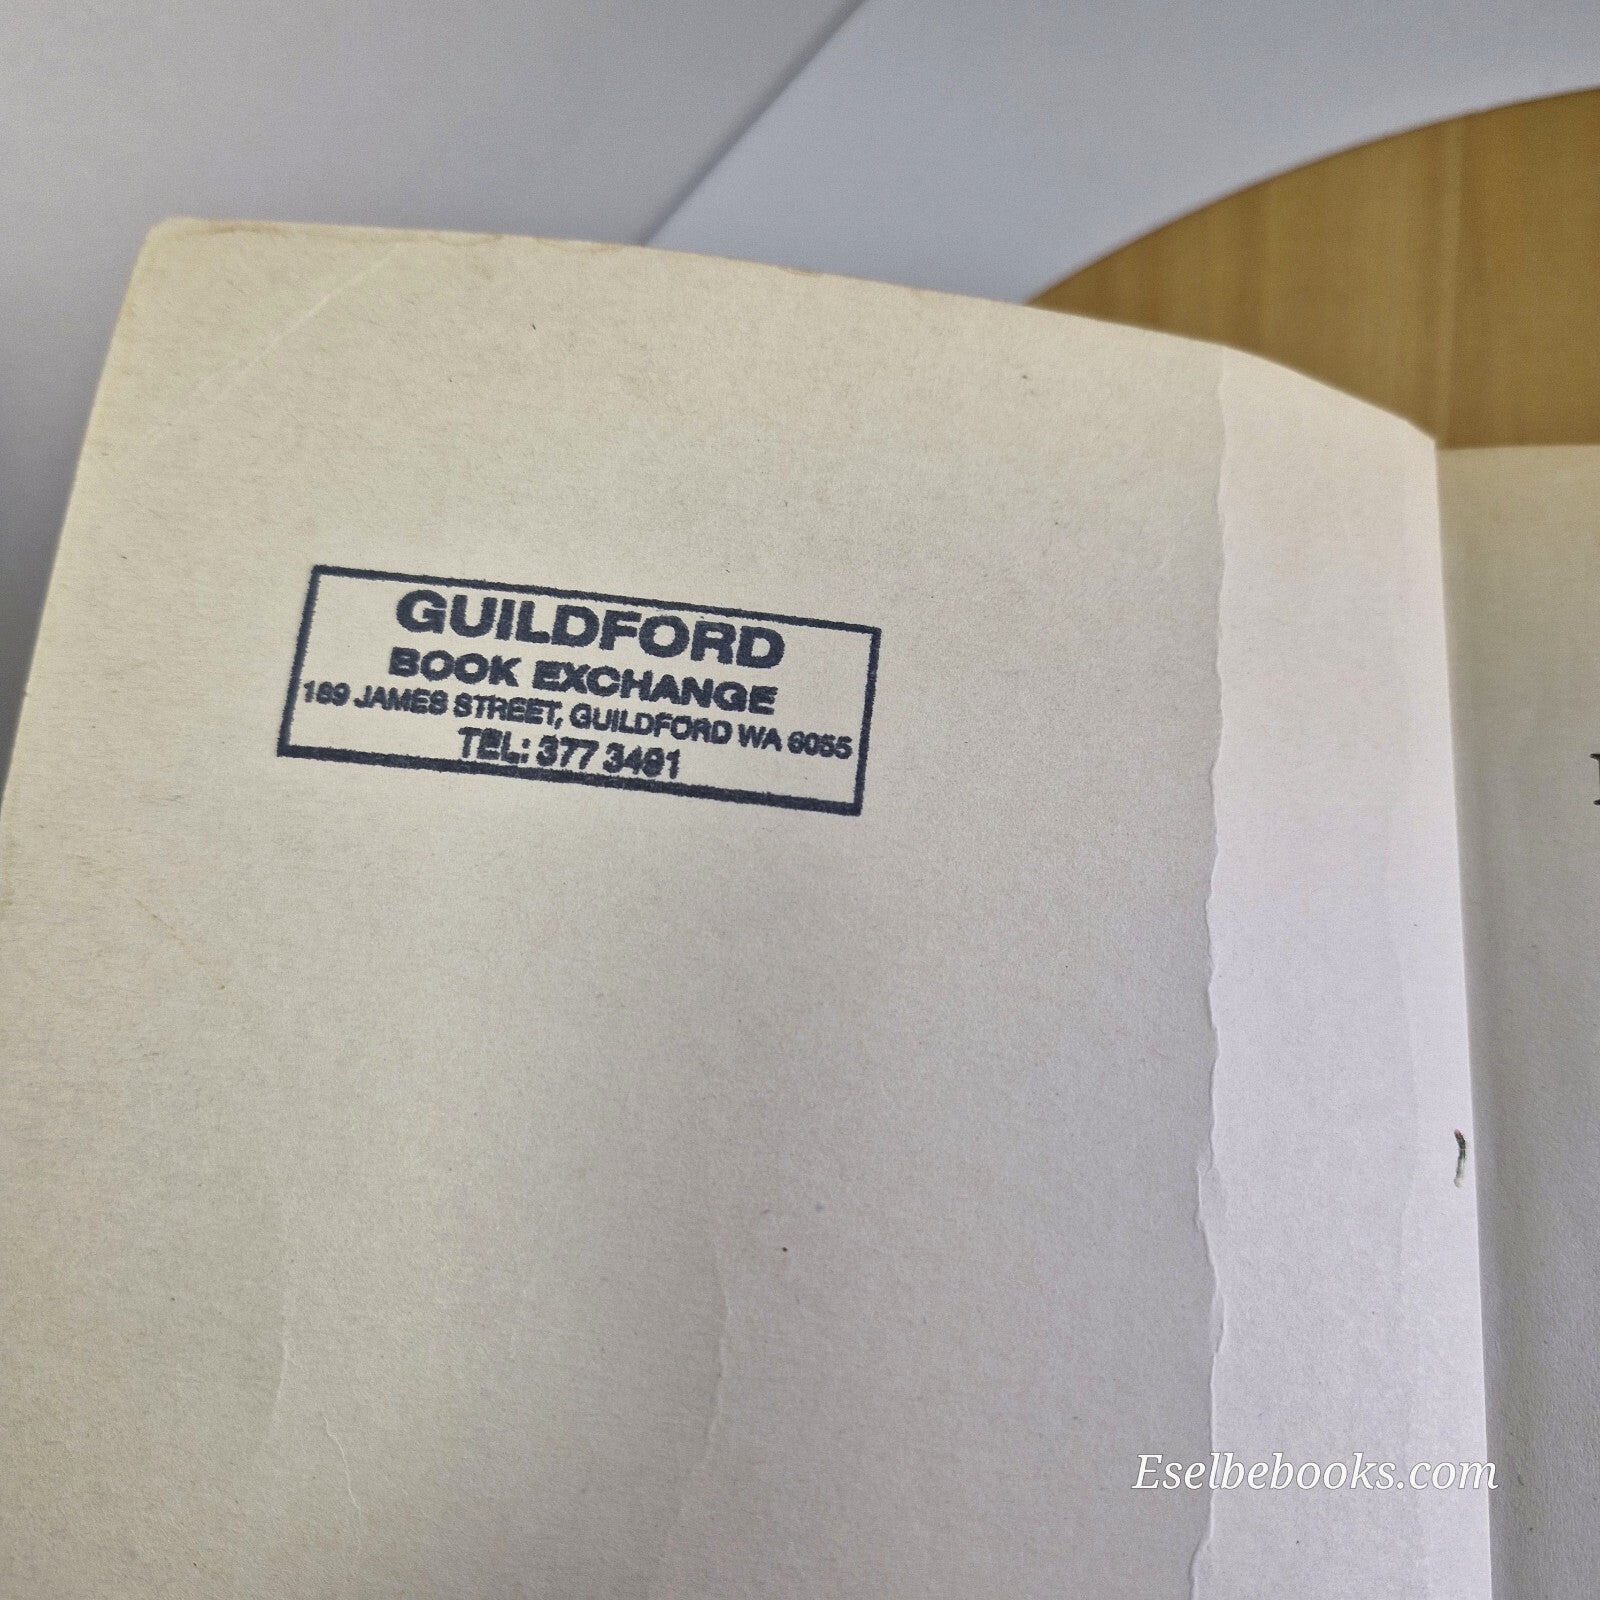 GUILDFORD
BOOK EXCHANGE
169 JAMES STREET, GUILDFORD WA 6055
TEL: 377 3491
Eselbebooks.com